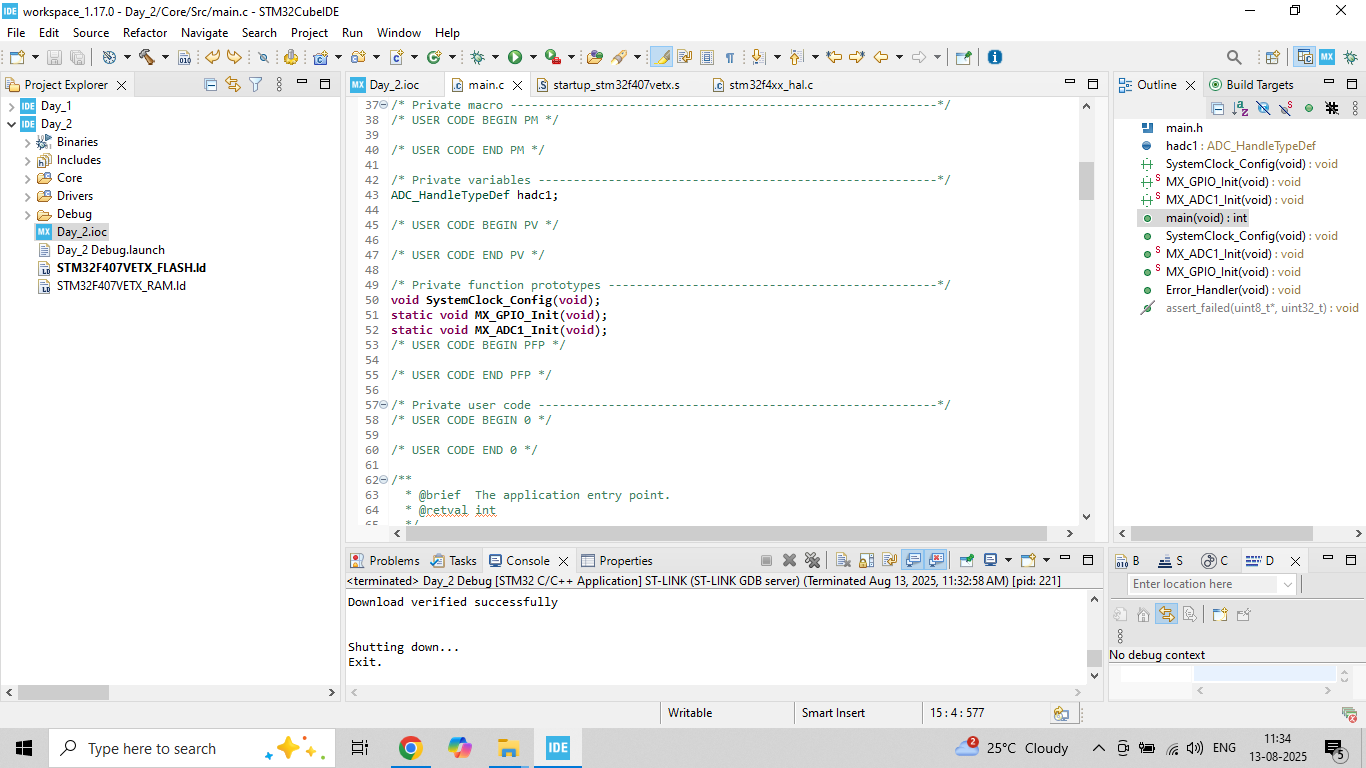 workspace_1.17.0 - Day_2/Core/Src/main.c - STM32CubeIDE
File Edit Source Refactor Navigate Search Project Run Window Help
Project Explorer
Day_1
Day_2
Binaries
Includes
Core
Drivers
Debug
Day_2.ioc
Day_2 Debug.launch
STM32F407VETX_FLASH.ld
STM32F407VETX_RAM.ld
Day_2.ioc main.c startup_stm32f407vetx.s stm32f4xx_hal.c
37 /* Private macro -------------------------------------------------------------*/
38 /* USER CODE BEGIN PM */
39
40 /* USER CODE END PM */
41
42 /* Private variables ---------------------------------------------------------*/
43 ADC_HandleTypeDef hadc1;
44
45 /* USER CODE BEGIN PV */
46
47 /* USER CODE END PV */
48
49 /* Private function prototypes -----------------------------------------------*/
50 void SystemClock_Config(void);
51 static void MX_GPIO_Init(void);
52 static void MX_ADC1_Init(void);
53 /* USER CODE BEGIN PFP */
54
55 /* USER CODE END PFP */
56
57 /* Private user code ---------------------------------------------------------*/
58 /* USER CODE BEGIN 0 */
59
60 /* USER CODE END 0 */
61
62 /**
63 * @brief The application entry point.
64 * @retval int
65 */
Outline Build Targets
main.h
hadc1 : ADC_HandleTypeDef
SystemClock_Config(void) : void
MX_GPIO_Init(void) : void
MX_ADC1_Init(void) : void
main(void) : int
SystemClock_Config(void) : void
MX_ADC1_Init(void) : void
MX_GPIO_Init(void) : void
Error_Handler(void) : void
assert_failed(uint8_t*, uint32_t) : void
Problems Tasks Console Properties
<terminated> Day_2 Debug [STM32 C/C++ Application] ST-LINK (ST-LINK GDB server) (Terminated Aug 13, 2025, 11:32:58 AM) [pid: 221]
Download verified successfully
Shutting down...
Exit.
B S C D
Enter location here
No debug context
Writable Smart Insert 15 : 4 : 577
Type here to search
IDE
2
25°C Cloudy
ENG
11:34
13-08-2025
5